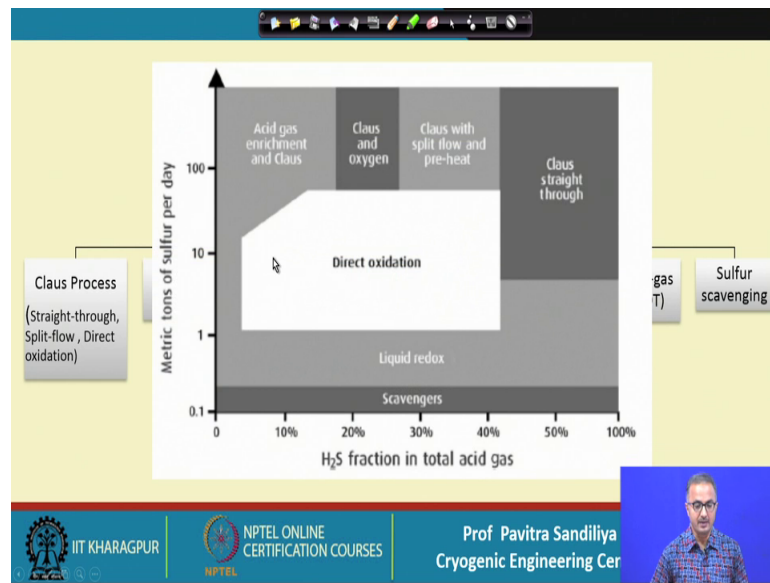 Acid gas
enrichment
and Claus
Claus
and
oxygen
Claus with
split flow and
pre-heat
Claus
straight
through
Direct oxidation
Liquid redox
Scavengers
Metric tons of sulfur per day
100
10
1
0.1
0
10%
20%
30%
40%
50%
100%
H₂S fraction in total acid gas
Claus Process
(Straight-through,
Split-flow , Direct
oxidation)
-gas
T)
Sulfur
scavenging
IIT KHARAGPUR
NPTEL
NPTEL ONLINE
CERTIFICATION COURSES
Prof Pavitra Sandiliya
Cryogenic Engineering Cen